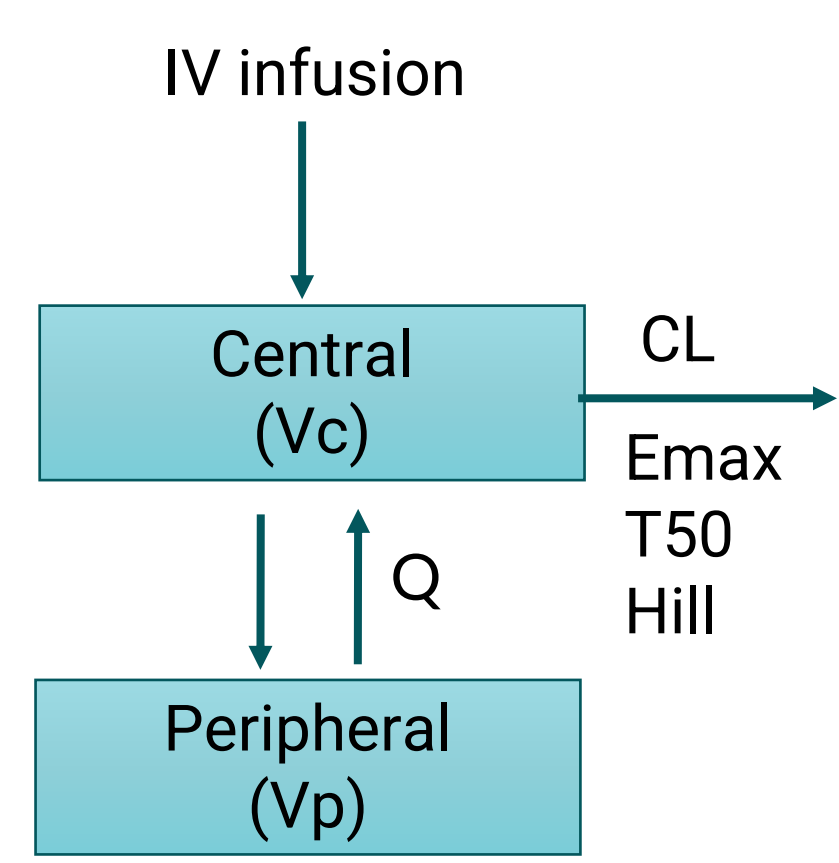 IV infusion
Central
(Vc)
CL
Emax
T50
Hill
Q
Peripheral
(Vp)